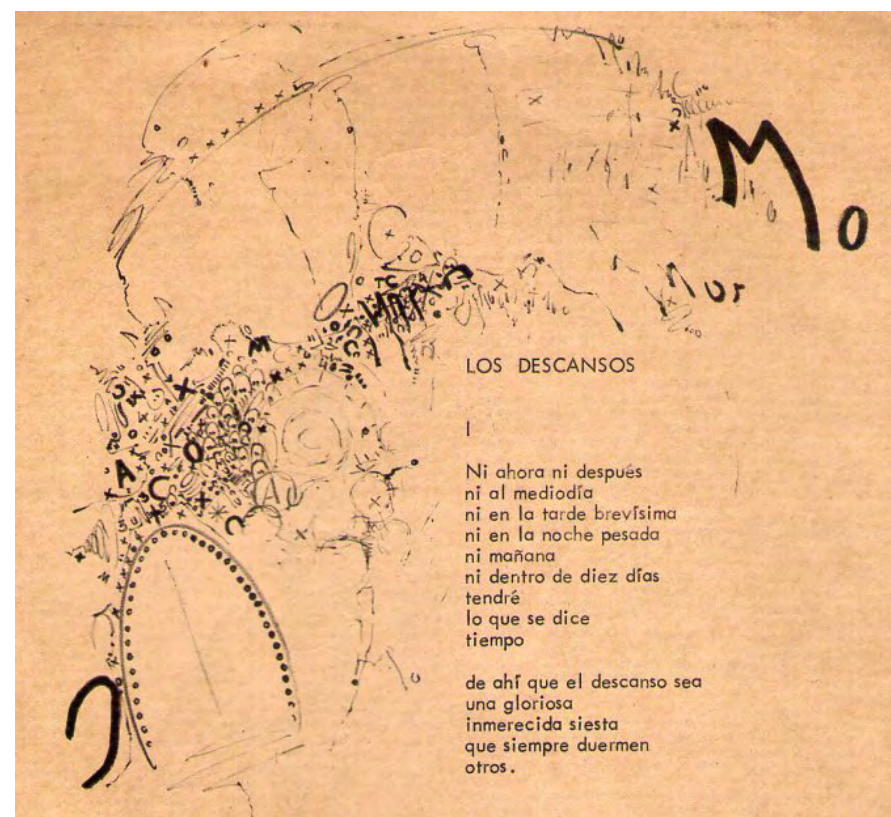 Mo
LOS DESCANSOS
I
Ni ahora ni después
ni al mediodía
ni en la tarde brevísima
ni en la noche pesada
ni mañana
ni dentro de diez días
tendré
lo que se dice
tiempo
de ahí que el descanso sea
una gloriosa
inmerecida siesta
que siempre duermen
otros.